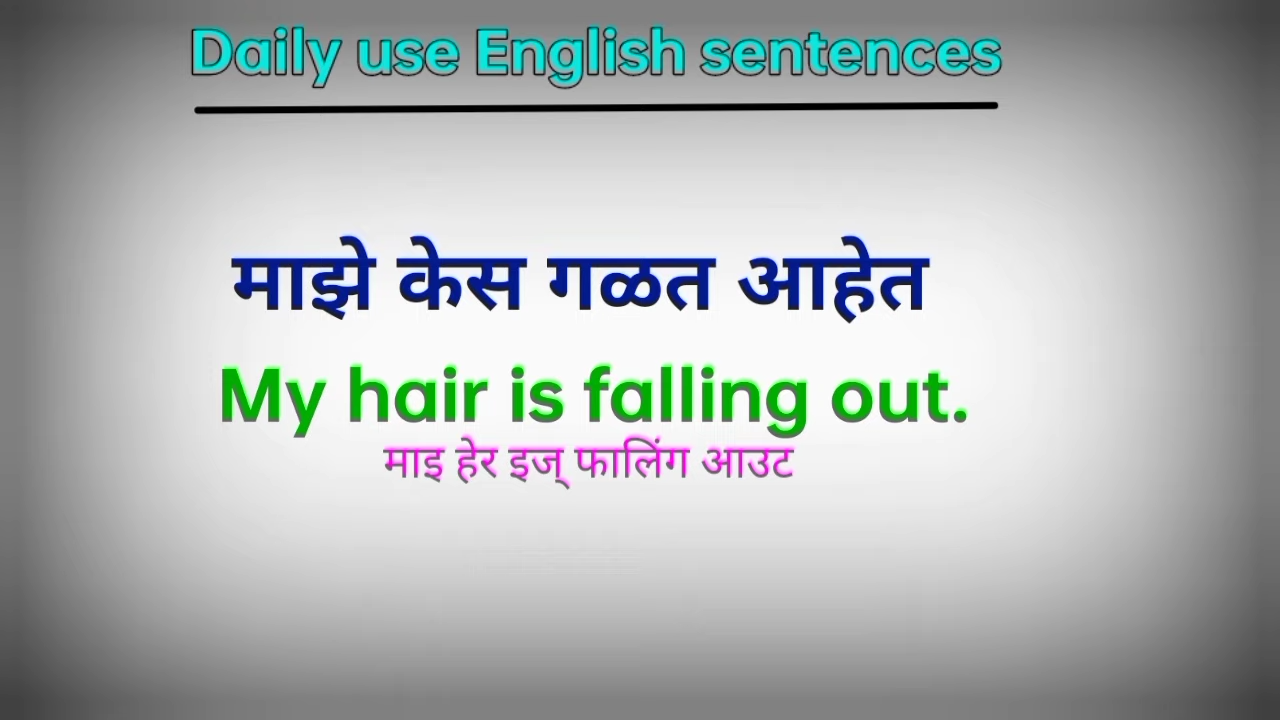 Daily use English sentences
माझे केस गळत आहेत
My hair is falling out.
माइ हेर इज् फालिंग आउट